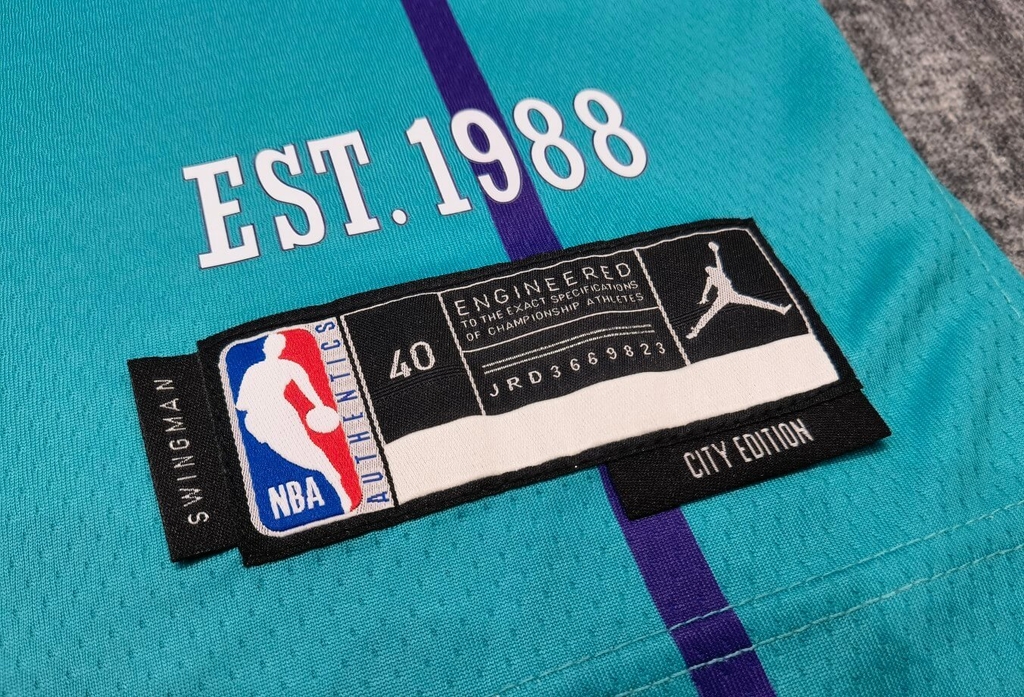 EST. 1988
SWINGMAN
NBA
AUTHENTICS
40
ENGINEERED
TO THE EXACT SPECIFICATIONS
OF CHAMPIONSHIP ATHLETES
JRD3669823
CITY EDITION